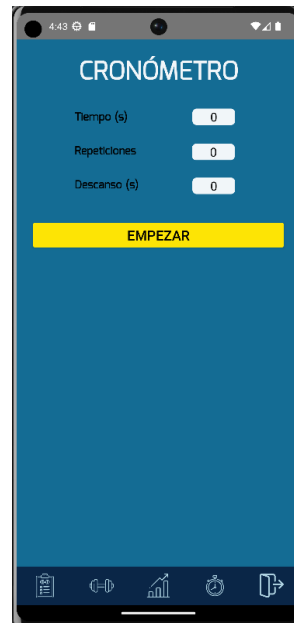 4:43
CRONÓMETRO
Tiempo (s) 0
Repeticiones 0
Descanso (s) 0
EMPEZAR